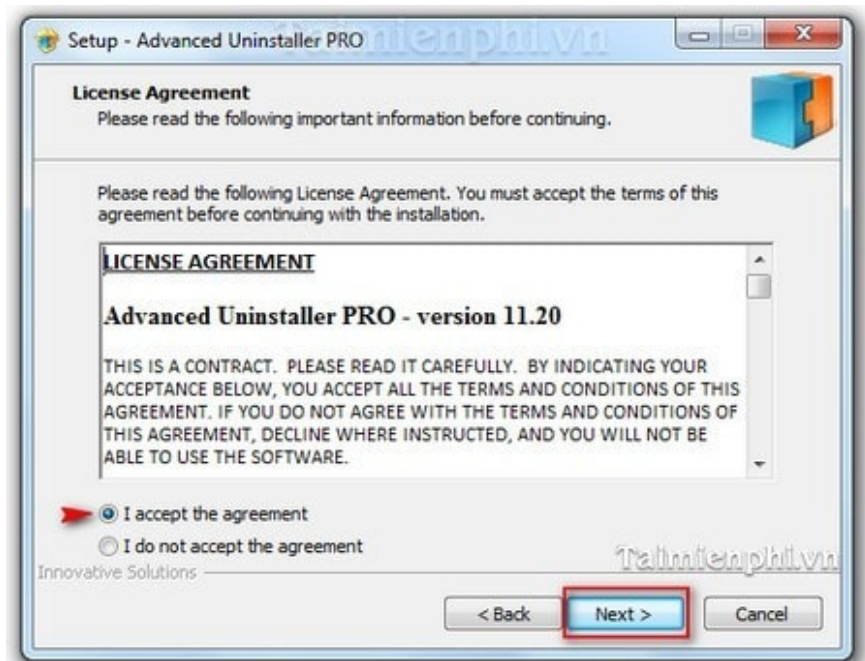 Setup - Advanced Uninstaller PRO
Taimienphi.vn
License Agreement
Please read the following important information before continuing.
Please read the following License Agreement. You must accept the terms of this
agreement before continuing with the installation.
LICENSE AGREEMENT
Advanced Uninstaller PRO - version 11.20
THIS IS A CONTRACT. PLEASE READ IT CAREFULLY. BY INDICATING YOUR
ACCEPTANCE BELOW, YOU ACCEPT ALL THE TERMS AND CONDITIONS OF THIS
AGREEMENT. IF YOU DO NOT AGREE WITH THE TERMS AND CONDITIONS OF
THIS AGREEMENT, DECLINE WHERE INSTRUCTED, AND YOU WILL NOT BE
ABLE TO USE THE SOFTWARE.
I accept the agreement
I do not accept the agreement
Taimienphi.vn
Innovative Solutions
< Back Next > Cancel